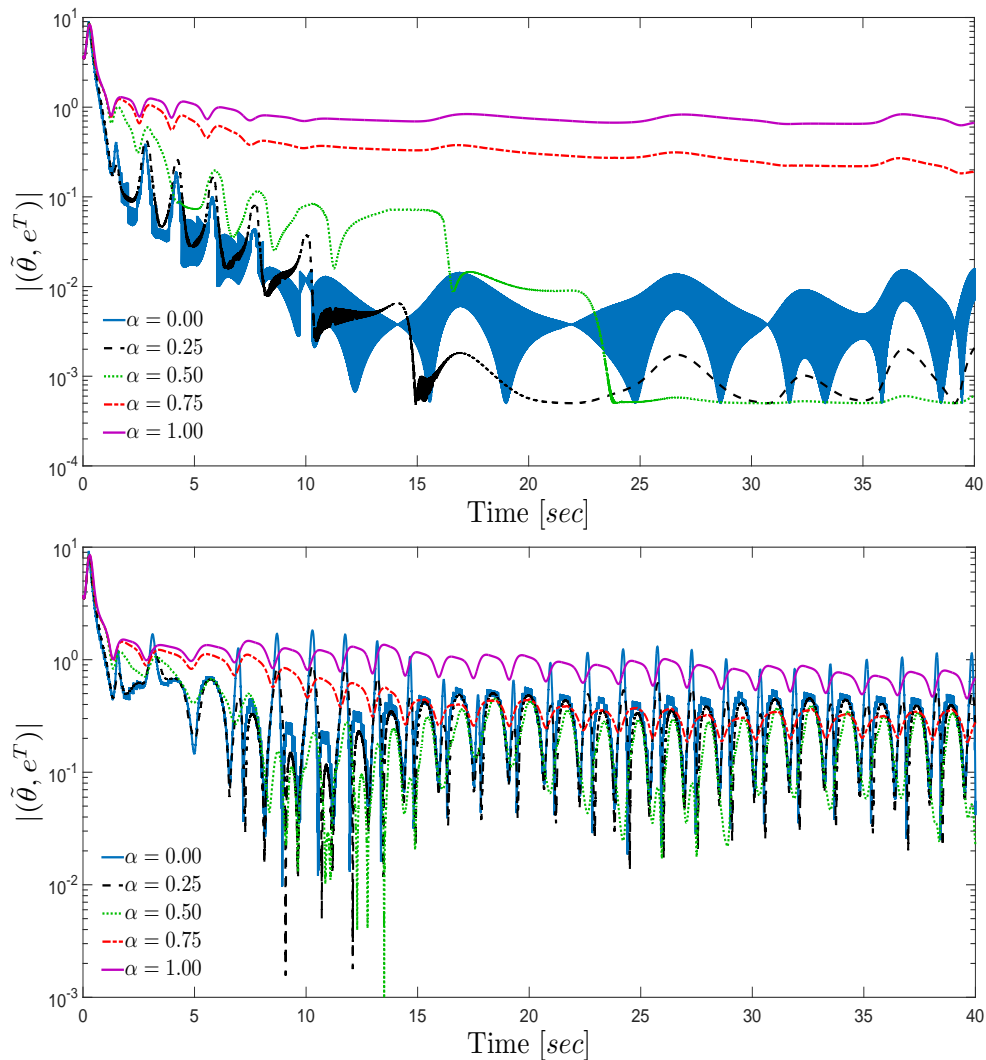 10^1
10^0
10^-1
10^-2
10^-3
10^-4
|(θ̃, e^T)|
α = 0.00
α = 0.25
α = 0.50
α = 0.75
α = 1.00
0 5 10 15 20 25 30 35 40
Time [sec]
10^1
10^0
10^-1
10^-2
10^-3
|(θ̃, e^T)|
α = 0.00
α = 0.25
α = 0.50
α = 0.75
α = 1.00
0 5 10 15 20 25 30 35 40
Time [sec]